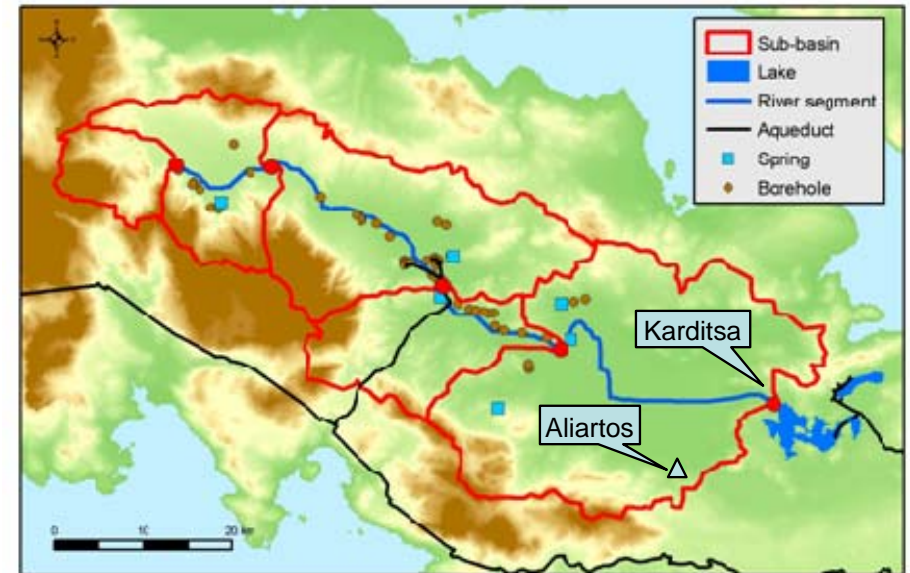 Sub-basin
Lake
River segment
Aqueduct
Spring
Borehole
Karditsa
Aliartos
0 10 20 km